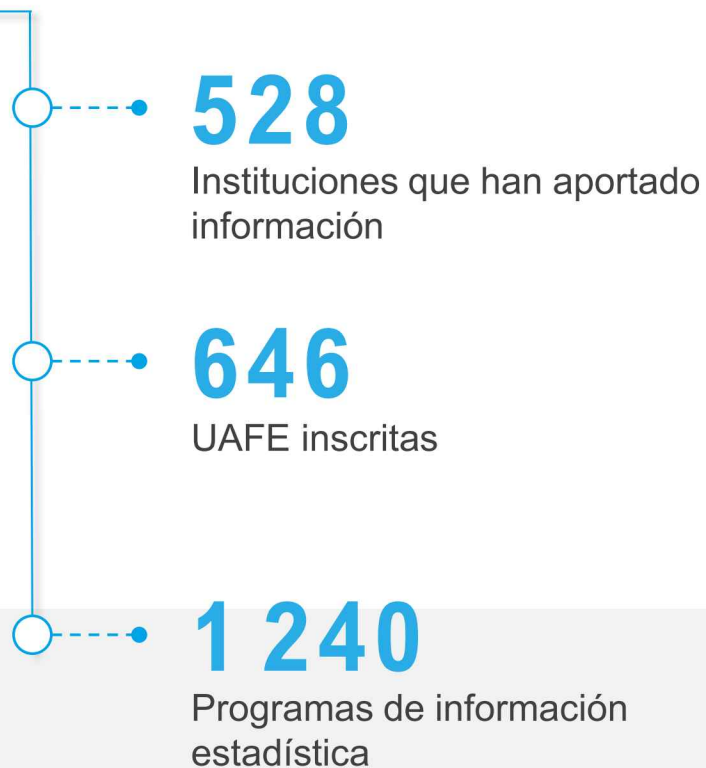 528
Instituciones que han aportado
información
646
UAFE inscritas
1 240
Programas de información
estadística